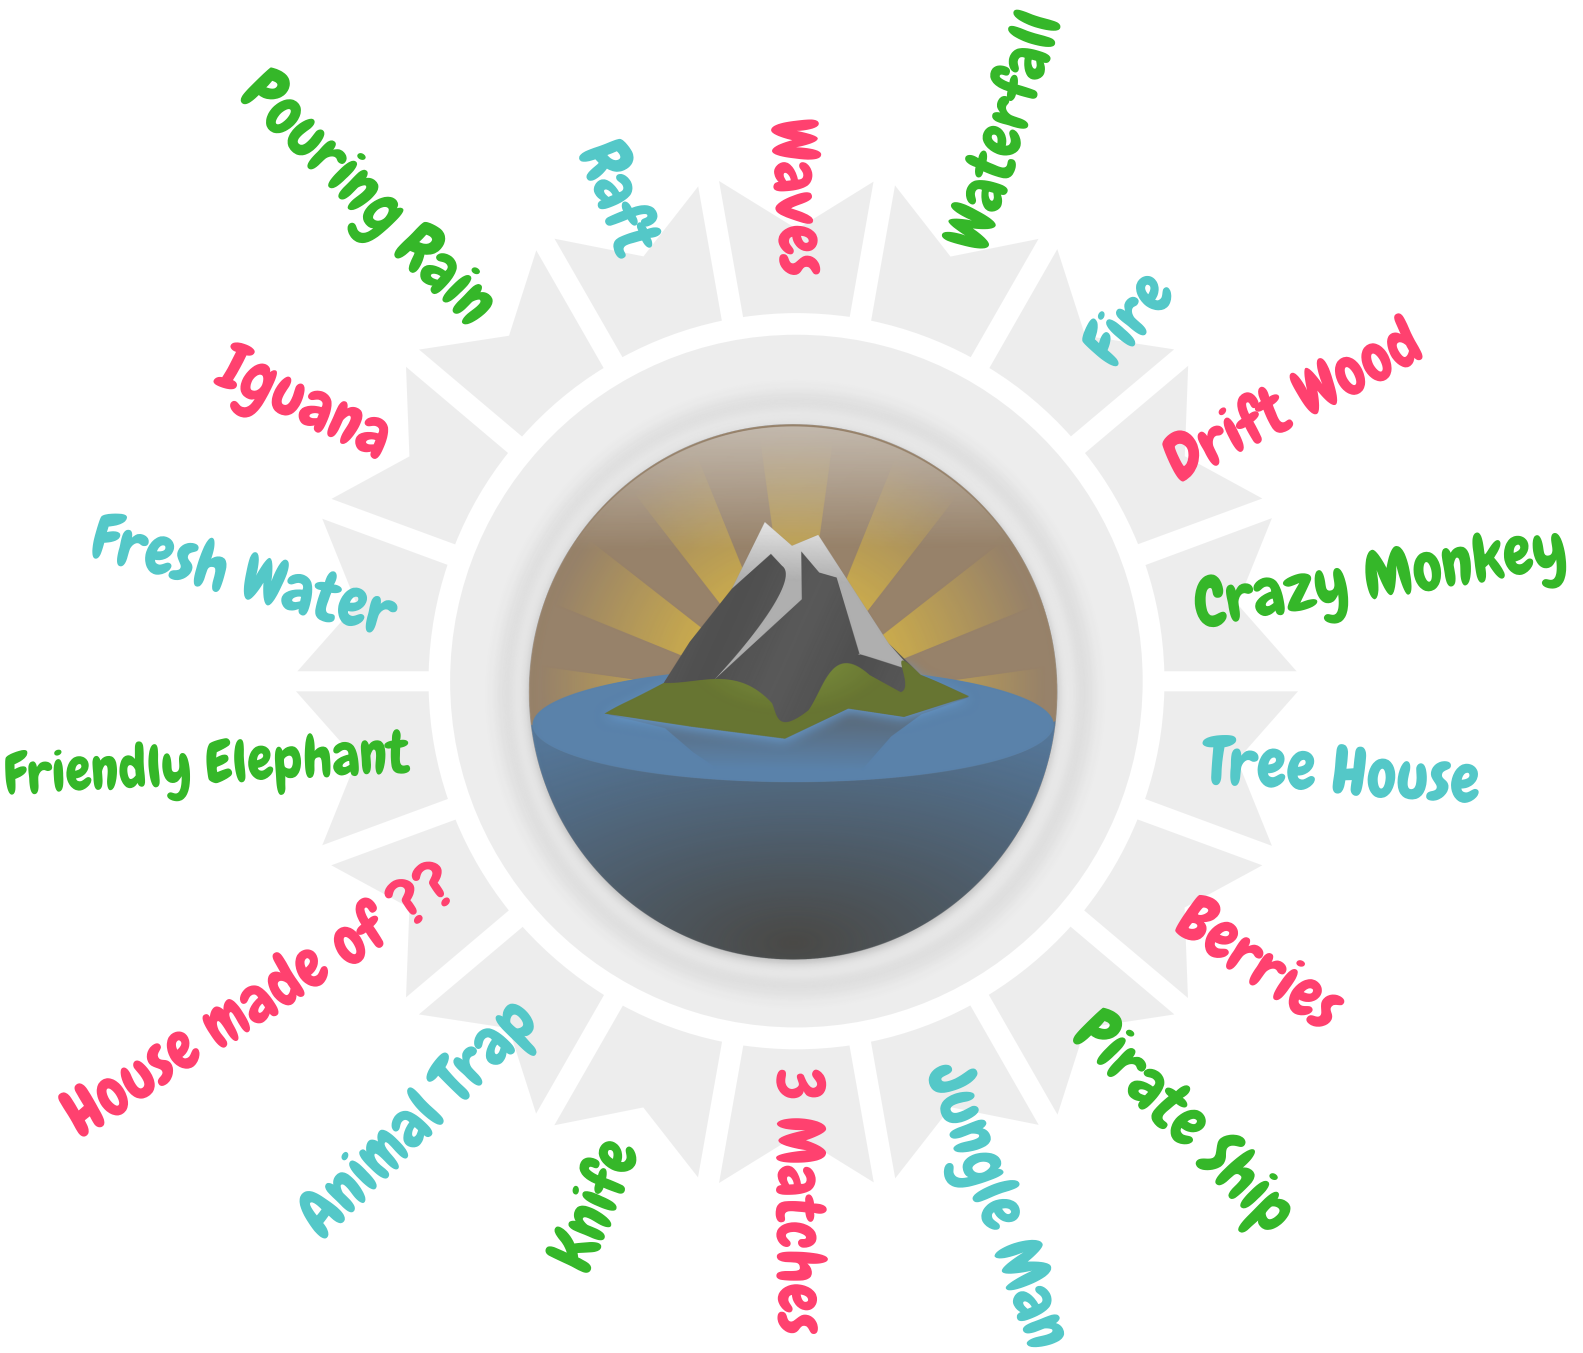 Waves
Waterfall
Fire
Drift Wood
Crazy Monkey
Tree House
Berries
Pirate Ship
Jungle Man
3 Matches
Knife
Animal Trap
House made of ??
Friendly Elephant
Fresh Water
Iguana
Pouring Rain
Raft